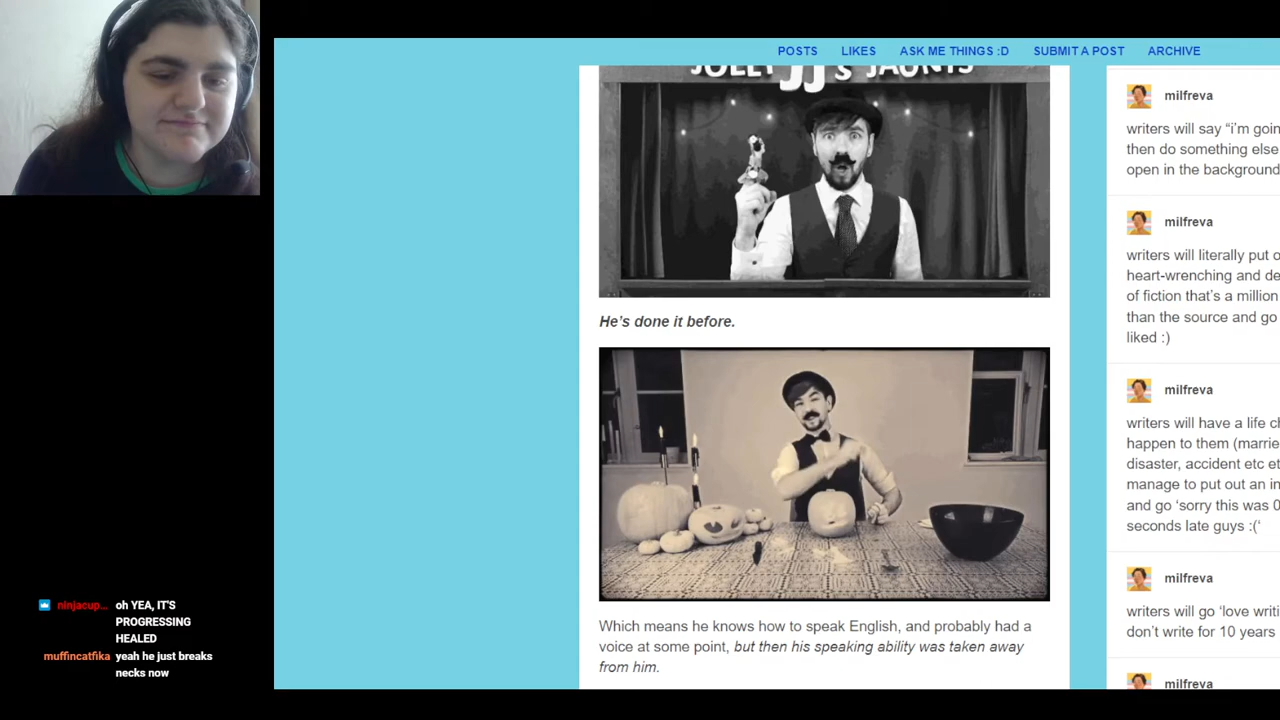 POSTS LIKES ASK ME THINGS :D SUBMIT A POST ARCHIVE
JOLLY JJ's JAUNTS
He's done it before.
Which means he knows how to speak English, and probably had a
voice at some point, but then his speaking ability was taken away
from him.
milfreva
writers will say “i'm goin
then do something else
open in the background
milfreva
writers will literally put o
heart-wrenching and de
of fiction that's a million
than the source and go
liked :)
milfreva
writers will have a life c
happen to them (marrie
disaster, accident etc et
manage to put out an in
and go ‘sorry this was 0
seconds late guys :(‘
milfreva
writers will go ‘love writi
don't write for 10 years
milfreva
ninjacup... oh YEA, IT'S
PROGRESSING
HEALED
muffincatfika yeah he just breaks
necks now